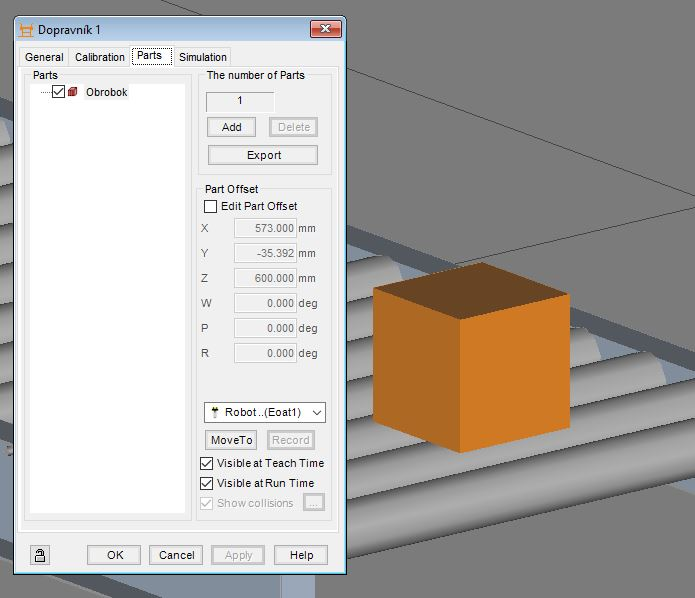 Dopravník 1
General Calibration Parts Simulation
Parts
Obrobok
The number of Parts
1
Add Delete
Export
Part Offset
Edit Part Offset
X 573.000 mm
Y -35.392 mm
Z 600.000 mm
W 0.000 deg
P 0.000 deg
R 0.000 deg
Robot..(Eoat1)
MoveTo Record
Visible at Teach Time
Visible at Run Time
Show collisions ...
OK Cancel Apply Help